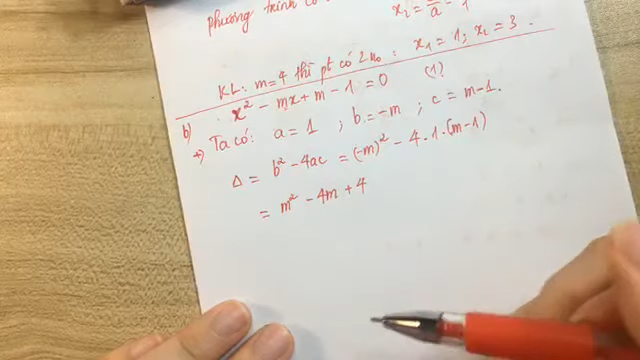 phương trình có
x₂ = c/a = 1
KL: m = 4 thì pt có 2 no : x₁ = 1 ; x₂ = 3 .
b) x² - mx + m - 1 = 0 (1)
+) Ta có: a = 1 ; b = -m ; c = m - 1.
Δ = b² - 4ac = (-m)² - 4.1.(m-1)
= m² - 4m + 4